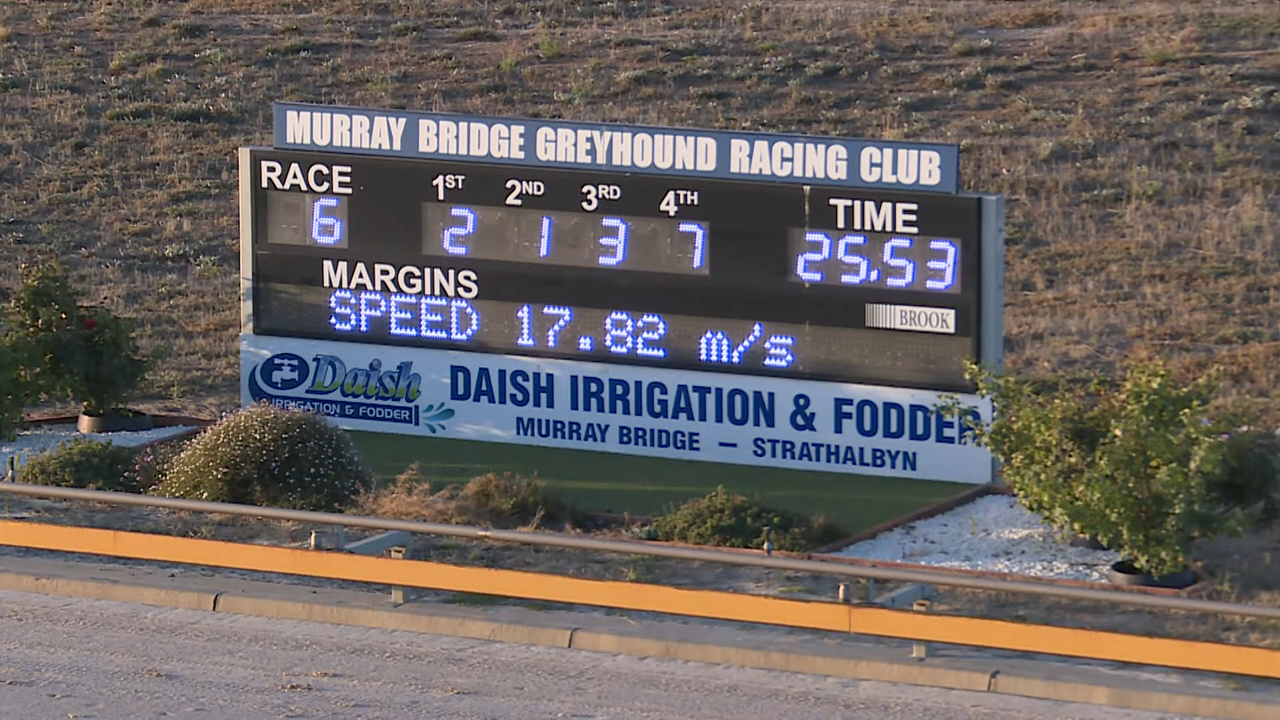 MURRAY BRIDGE GREYHOUND RACING CLUB
RACE 1ST 2ND 3RD 4TH TIME
6 2 1 3 7 25.53
MARGINS
SPEED 17.82 m/s
BROOK
Daish
IRRIGATION & FODDER
DAISH IRRIGATION & FODDER
MURRAY BRIDGE – STRATHALBYN